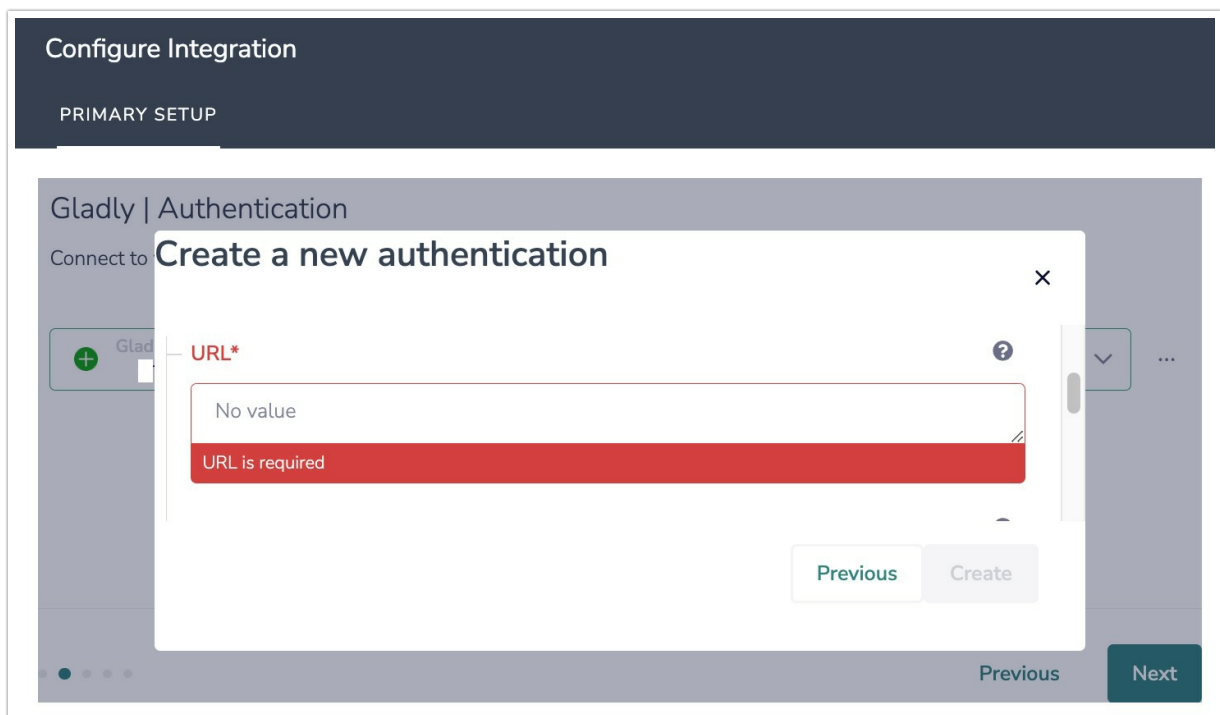 Configure Integration
PRIMARY SETUP
Gladly | Authentication
Connect to
Create a new authentication
Glad
URL*
No value
URL is required
Previous
Create
Previous
Next